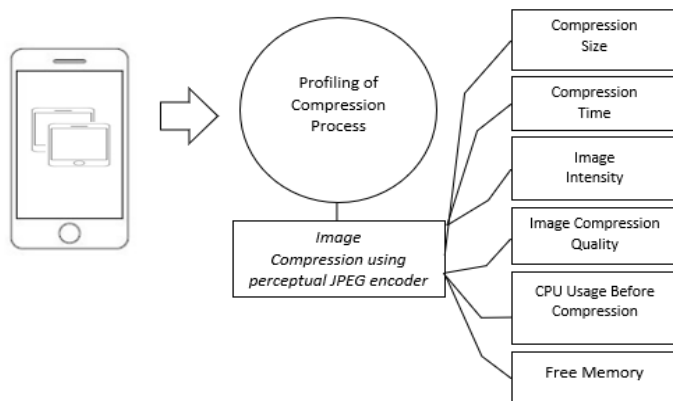 Profiling of
Compression
Process
Image
Compression using
perceptual JPEG encoder
Compression
Size
Compression
Time
Image
Intensity
Image Compression
Quality
CPU Usage Before
Compression
Free Memory